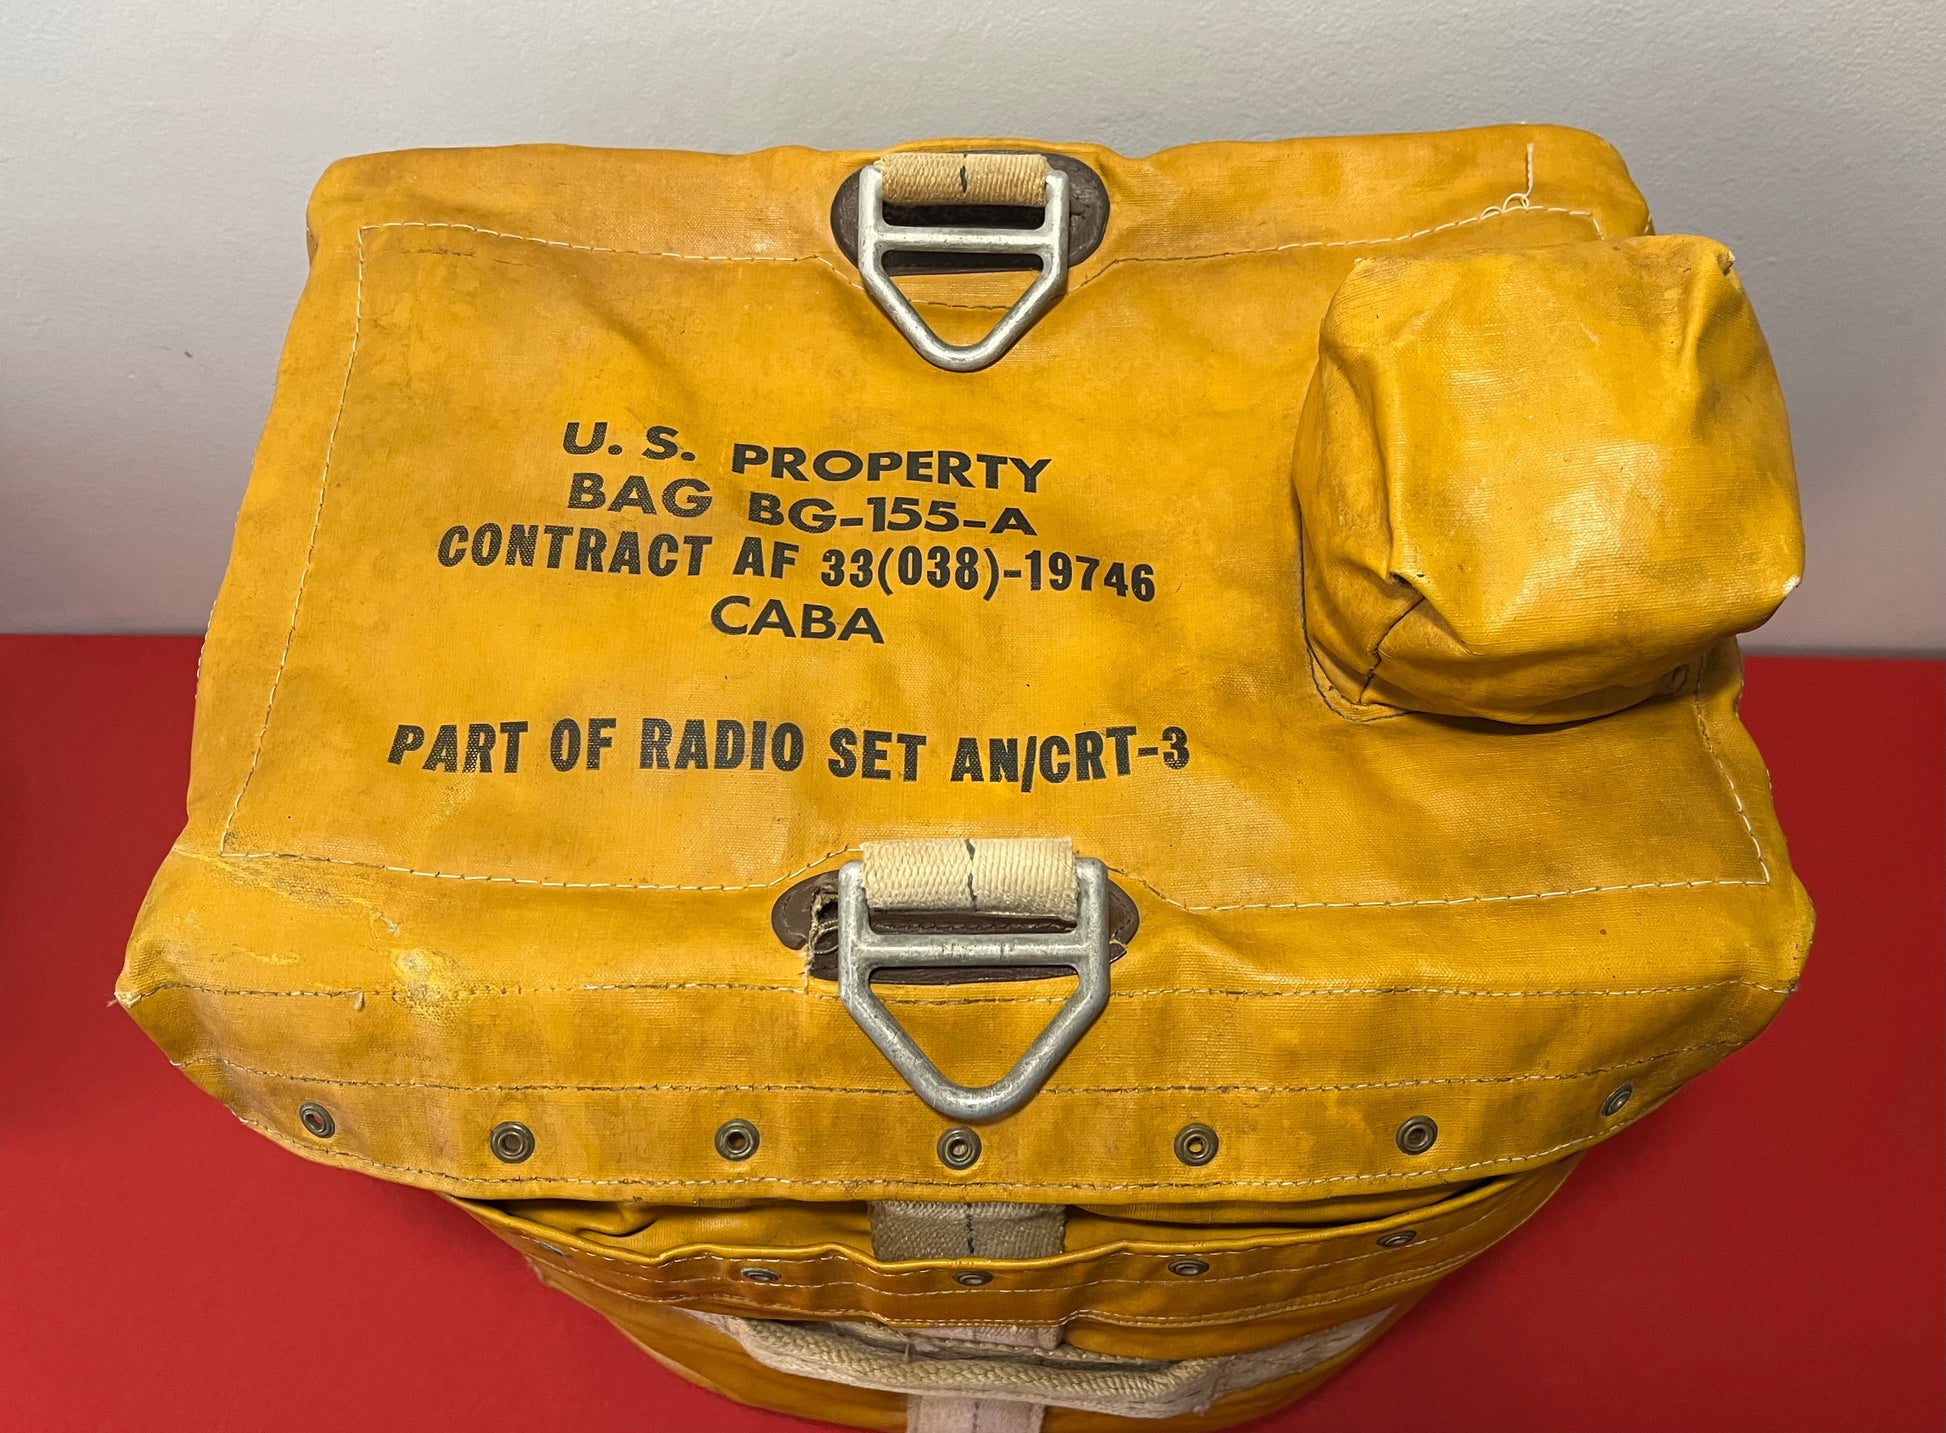 U. S. PROPERTY
BAG BG-155-A
CONTRACT AF 33(038)-19746
CABA
PART OF RADIO SET AN/CRT-3